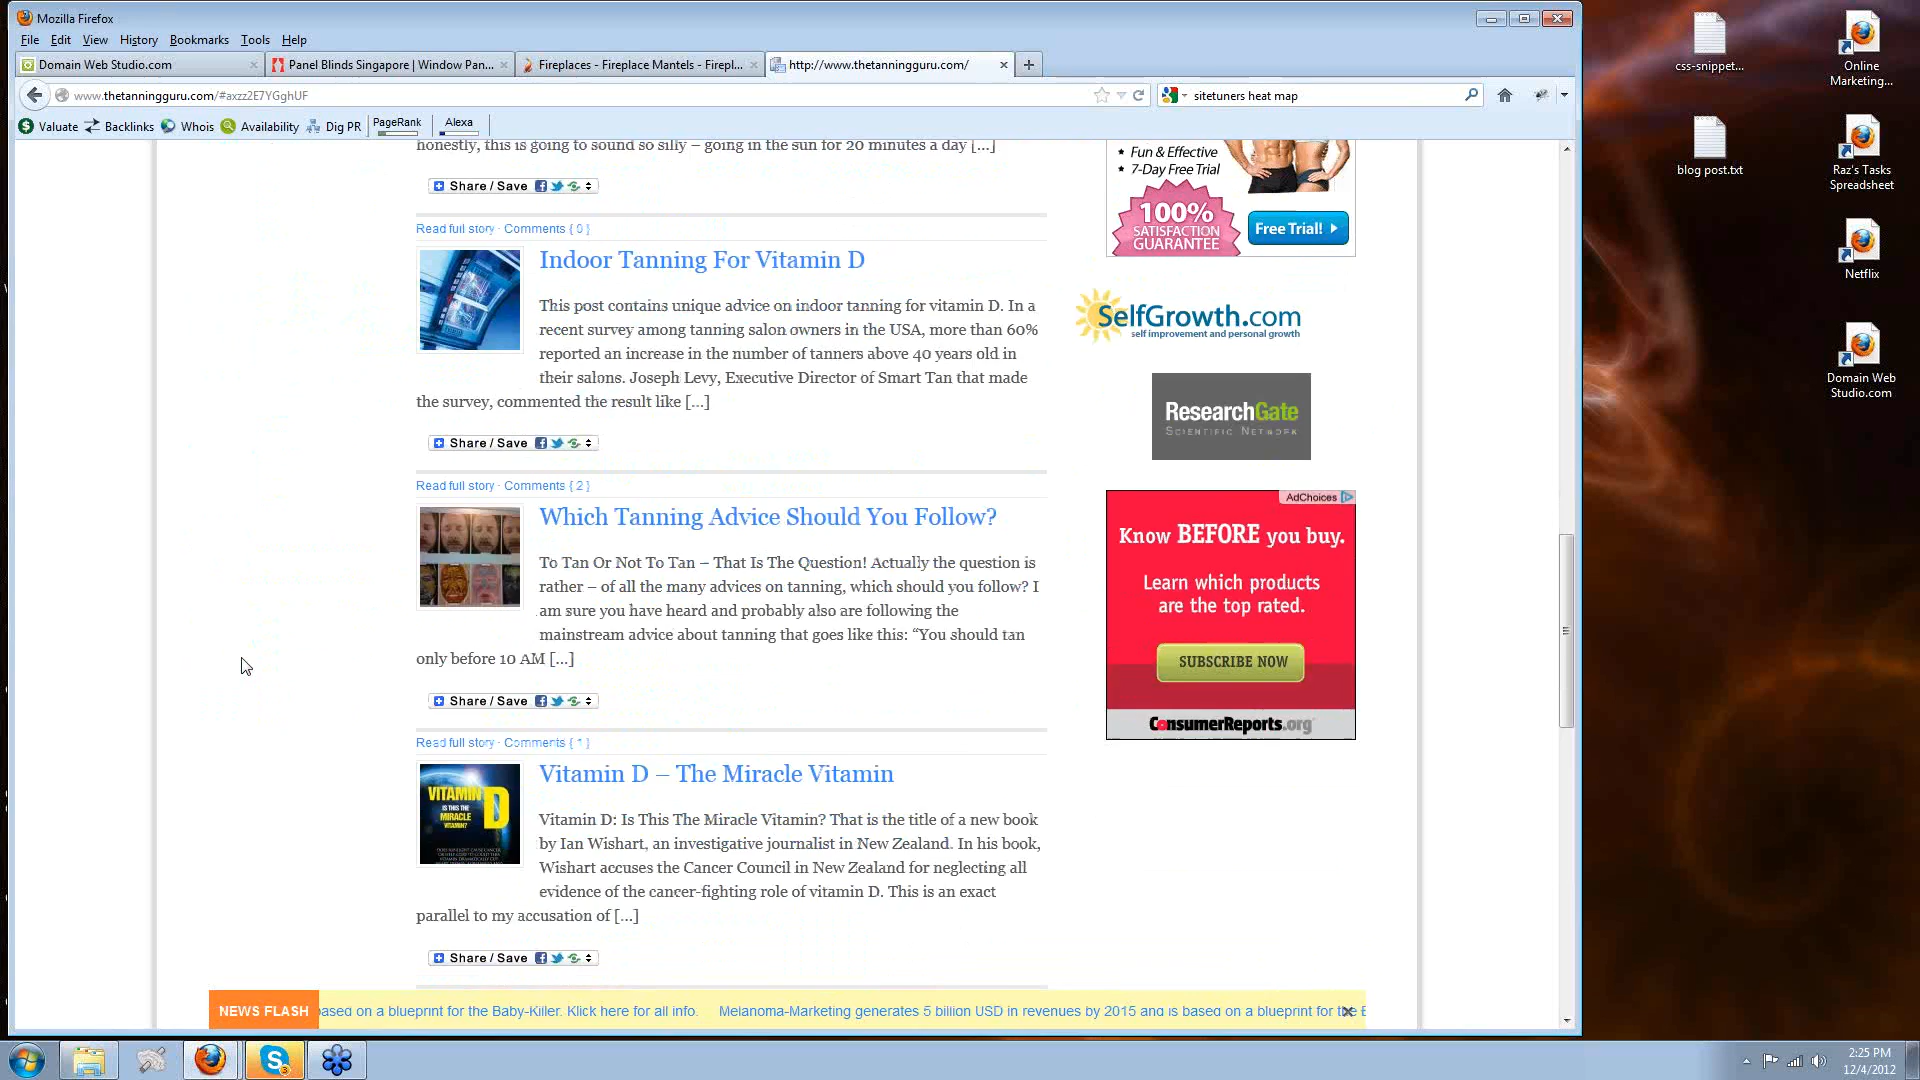 Mozilla Firefox
File Edit View History Bookmarks Tools Help
Domain Web Studio.com
Panel Blinds Singapore | Window Pan...
Fireplaces - Fireplace Mantels - Firepl...
http://www.thetanningguru.com/
www.thetanningguru.com/#axzz2E7YGghUF
sitetuners heat map
Valuate Backlinks Whois Availability Dig PR PageRank Alexa
honestly, this is going to sound so silly – going in the sun for 20 minutes a day [...]
Share / Save
Read full story · Comments { 0 }
Indoor Tanning For Vitamin D
This post contains unique advice on indoor tanning for vitamin D. In a
recent survey among tanning salon owners in the USA, more than 60%
reported an increase in the number of tanners above 40 years old in
their salons. Joseph Levy, Executive Director of Smart Tan that made
the survey, commented the result like [...]
Share / Save
Read full story · Comments { 2 }
Which Tanning Advice Should You Follow?
To Tan Or Not To Tan – That Is The Question! Actually the question is
rather – of all the many advices on tanning, which should you follow? I
am sure you have heard and probably also are following the
mainstream advice about tanning that goes like this: “You should tan
only before 10 AM [...]
Share / Save
Read full story · Comments { 1 }
VITAMIN D
IS THIS THE
MIRACLE
VITAMIN?
Vitamin D – The Miracle Vitamin
Vitamin D: Is This The Miracle Vitamin? That is the title of a new book
by Ian Wishart, an investigative journalist in New Zealand. In his book,
Wishart accuses the Cancer Council in New Zealand for neglecting all
evidence of the cancer-fighting role of vitamin D. This is an exact
parallel to my accusation of [...]
Share / Save
NEWS FLASH
based on a blueprint for the Baby-Killer. Klick here for all info. Melanoma-Marketing generates 5 billion USD in revenues by 2015 and is based on a blueprint for the
Fun & Effective
7-Day Free Trial
100%
SATISFACTION
GUARANTEE
Free Trial!
SelfGrowth.com
self improvement and personal growth
ResearchGate
SCIENTIFIC NETWORK
AdChoices
Know BEFORE you buy.
Learn which products
are the top rated.
SUBSCRIBE NOW
ConsumerReports.org
css-snippet...
Online
Marketing...
blog post.txt
Raz's Tasks
Spreadsheet
Netflix
Domain Web
Studio.com
3
2:25 PM
12/4/2012